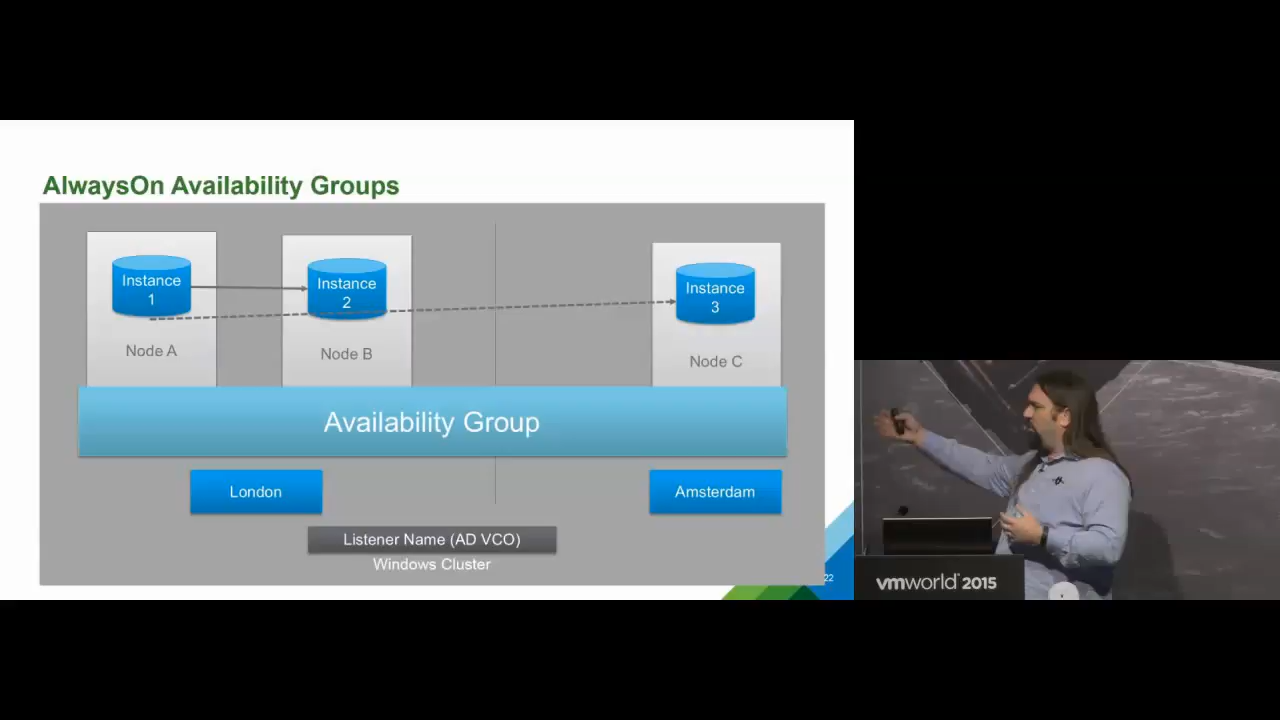 AlwaysOn Availability Groups
Instance
1
Instance
2
Instance
3
Node A
Node B
Node C
Availability Group
London
Amsterdam
Listener Name (AD VCO)
Windows Cluster
22
vmworld 2015